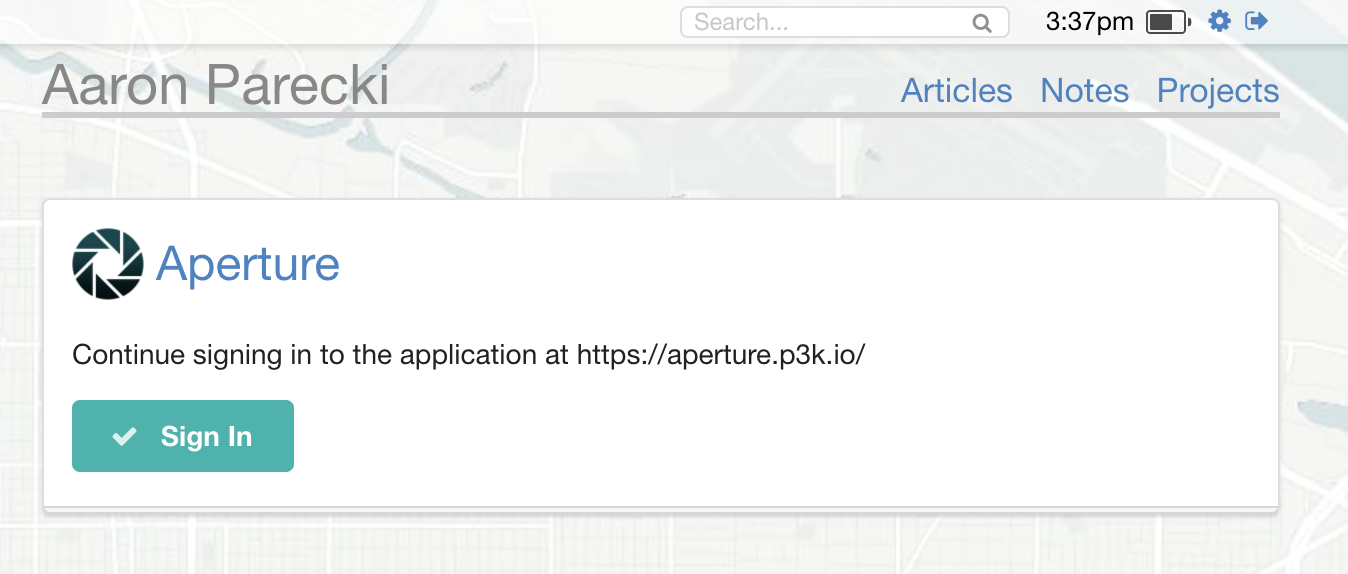 Search... 3:37pm
Aaron Parecki Articles Notes Projects
Aperture
Continue signing in to the application at https://aperture.p3k.io/
Sign In